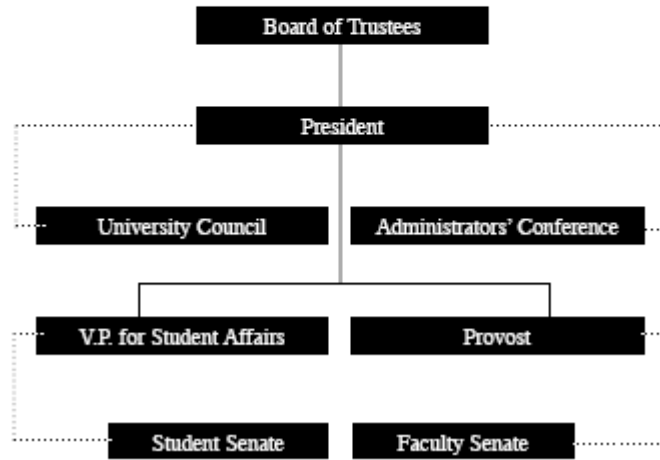 Board of Trustees
President
University Council
Administrators' Conference
V.P. for Student Affairs
Provost
Student Senate
Faculty Senate